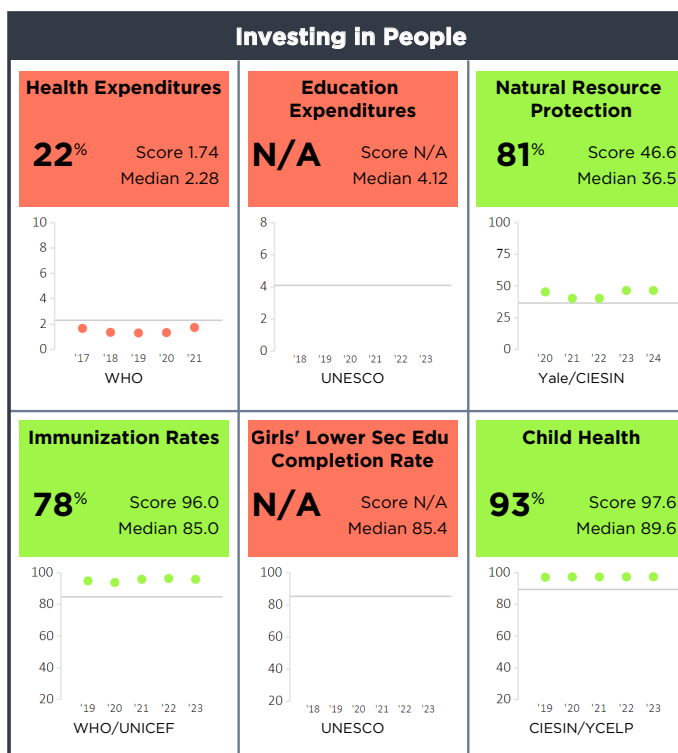 Investing in People
Health Expenditures
22%
Score 1.74
Median 2.28
10
8
6
4
2
0
'17 '18 '19 '20 '21
WHO
Education
Expenditures
N/A
Score N/A
Median 4.12
8
6
4
2
0
'18 '19 '20 '21 '22 '23
UNESCO
Natural Resource
Protection
81%
Score 46.6
Median 36.5
100
75
50
25
0
'20 '21 '22 '23 '24
Yale/CIESIN
Immunization Rates
78%
Score 96.0
Median 85.0
100
80
60
40
20
'19 '20 '21 '22 '23
WHO/UNICEF
Girls' Lower Sec Edu
Completion Rate
N/A
Score N/A
Median 85.4
100
80
60
40
20
'18 '19 '20 '21 '22 '23
UNESCO
Child Health
93%
Score 97.6
Median 89.6
100
80
60
40
20
'19 '20 '21 '22 '23
CIESIN/YCELP